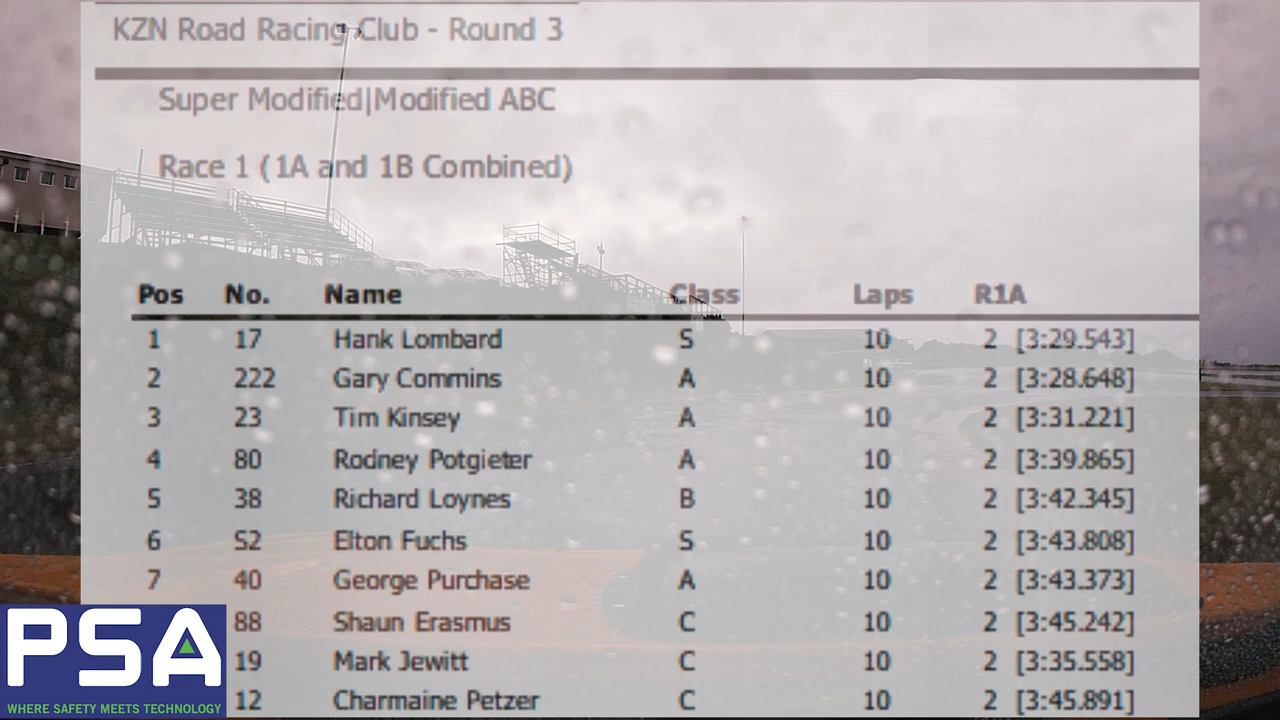 KZN Road Racing Club - Round 3
Super Modified|Modified ABC
Race 1 (1A and 1B Combined)
Pos No. Name Class Laps R1A
1 17 Hank Lombard S 10 2 [3:29.543]
2 222 Gary Commins A 10 2 [3:28.648]
3 23 Tim Kinsey A 10 2 [3:31.221]
4 80 Rodney Potgieter A 10 2 [3:39.865]
5 38 Richard Loynes B 10 2 [3:42.345]
6 S2 Elton Fuchs S 10 2 [3:43.808]
7 40 George Purchase A 10 2 [3:43.373]
88 Shaun Erasmus C 10 2 [3:45.242]
19 Mark Jewitt C 10 2 [3:35.558]
12 Charmaine Petzer C 10 2 [3:45.891]
PSA
WHERE SAFETY MEETS TECHNOLOGY